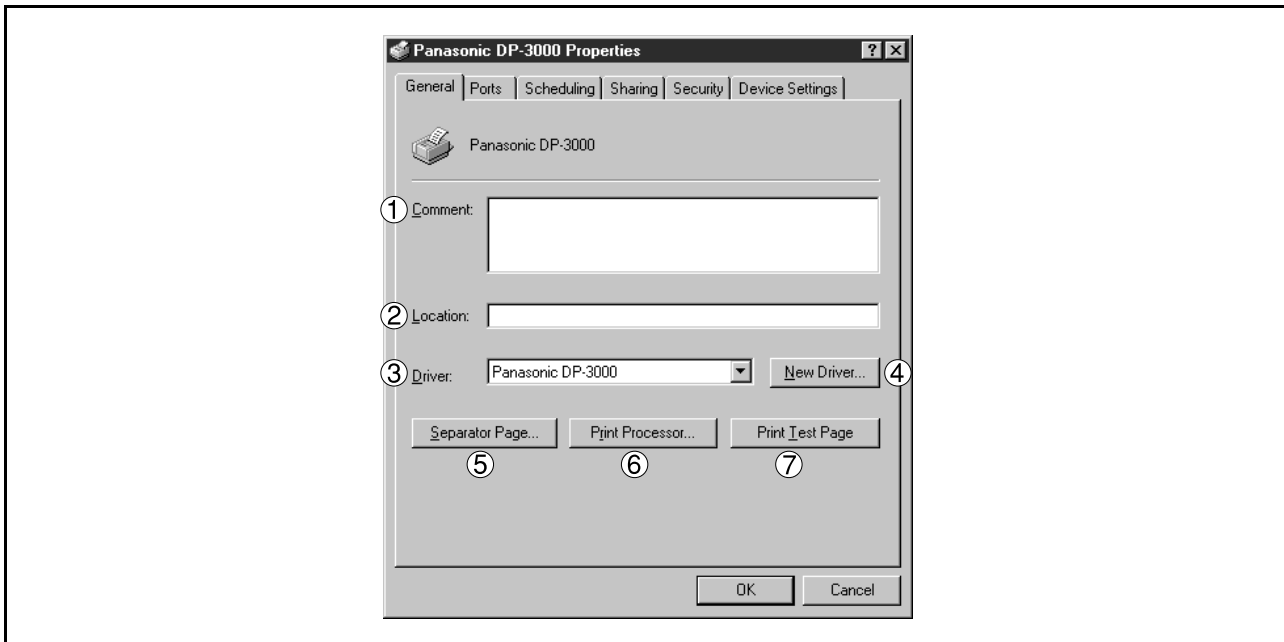 Panasonic DP-3000 Properties
General Ports Scheduling Sharing Security Device Settings
Panasonic DP-3000
① Comment:
② Location:
③ Driver: Panasonic DP-3000 New Driver... ④
Separator Page... Print Processor... Print Test Page
⑤ ⑥ ⑦
OK Cancel